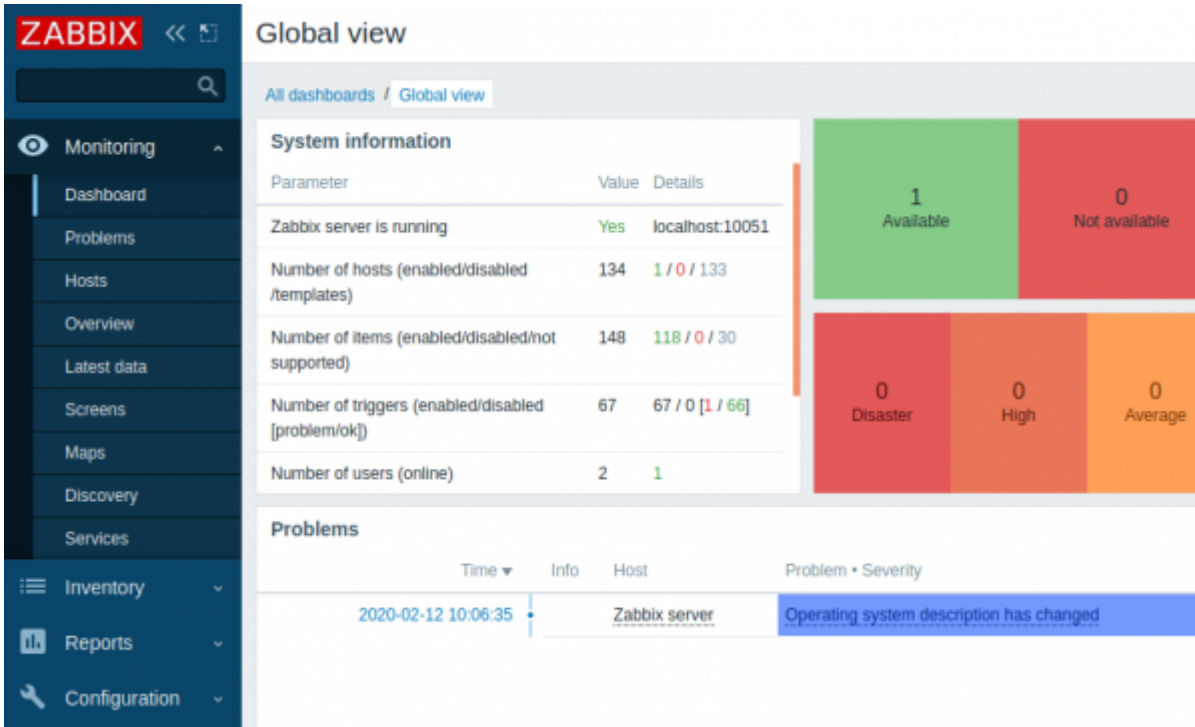 ZABBIX
Global view
All dashboards / Global view
Monitoring
Dashboard
Problems
Hosts
Overview
Latest data
Screens
Maps
Discovery
Services
Inventory
Reports
Configuration
System information
Parameter Value Details
Zabbix server is running Yes localhost:10051
Number of hosts (enabled/disabled 134 1 / 0 / 133
/templates)
Number of items (enabled/disabled/not 148 118 / 0 / 30
supported)
Number of triggers (enabled/disabled 67 67 / 0 [1 / 66]
[problem/ok])
Number of users (online) 2 1
1
Available
0
Not available
0
Disaster
0
High
0
Average
Problems
Time Info Host Problem • Severity
2020-02-12 10:06:35 Zabbix server Operating system description has changed